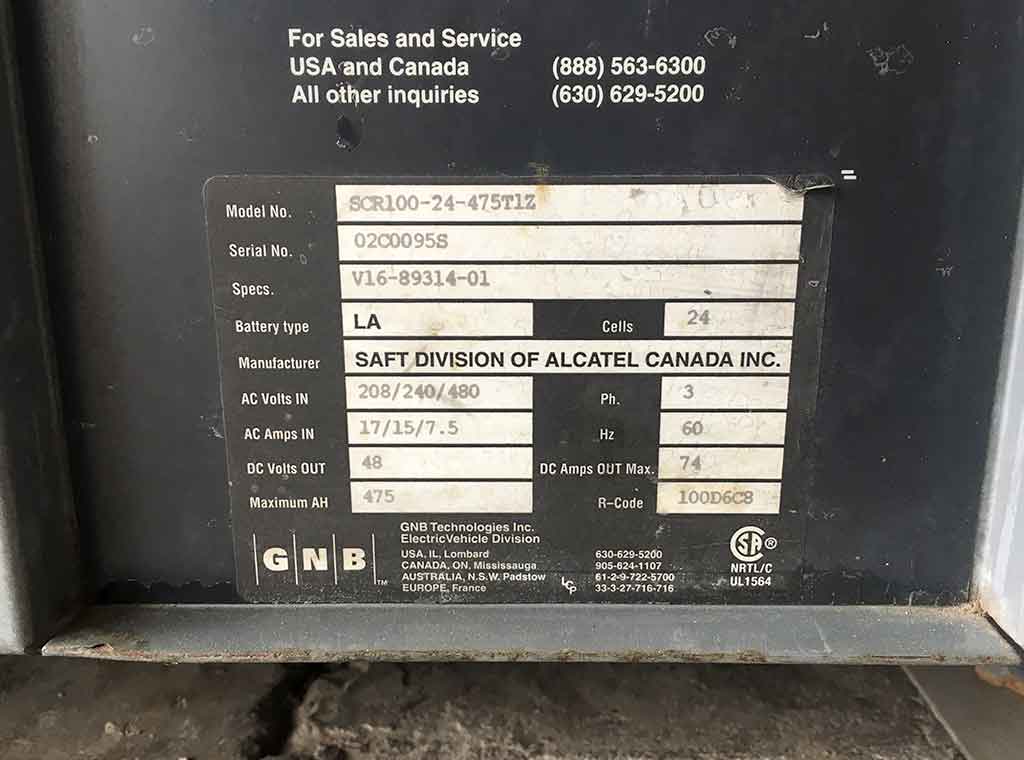 For Sales and Service
USA and Canada (888) 563-6300
All other inquiries (630) 629-5200
Model No. SCR100-24-475T1Z
Serial No. 02C0095S
Specs. V16-89314-01
Battery type LA Cells 24
Manufacturer SAFT DIVISION OF ALCATEL CANADA INC.
AC Volts IN 208/240/480 Ph. 3
AC Amps IN 17/15/7.5 Hz 60
DC Volts OUT 48 DC Amps OUT Max. 74
Maximum AH 475 R-Code 100D6C8
GNB TM
GNB Technologies Inc.
ElectricVehicle Division
USA, IL, Lombard 630-629-5200
CANADA, ON. Mississauga 905-624-1107
AUSTRALIA, N.S.W. Padstow 61-2-9-722-5700
EUROPE, France LCP 33-3-27-716-716
SA ®
NRTL/C
UL1564